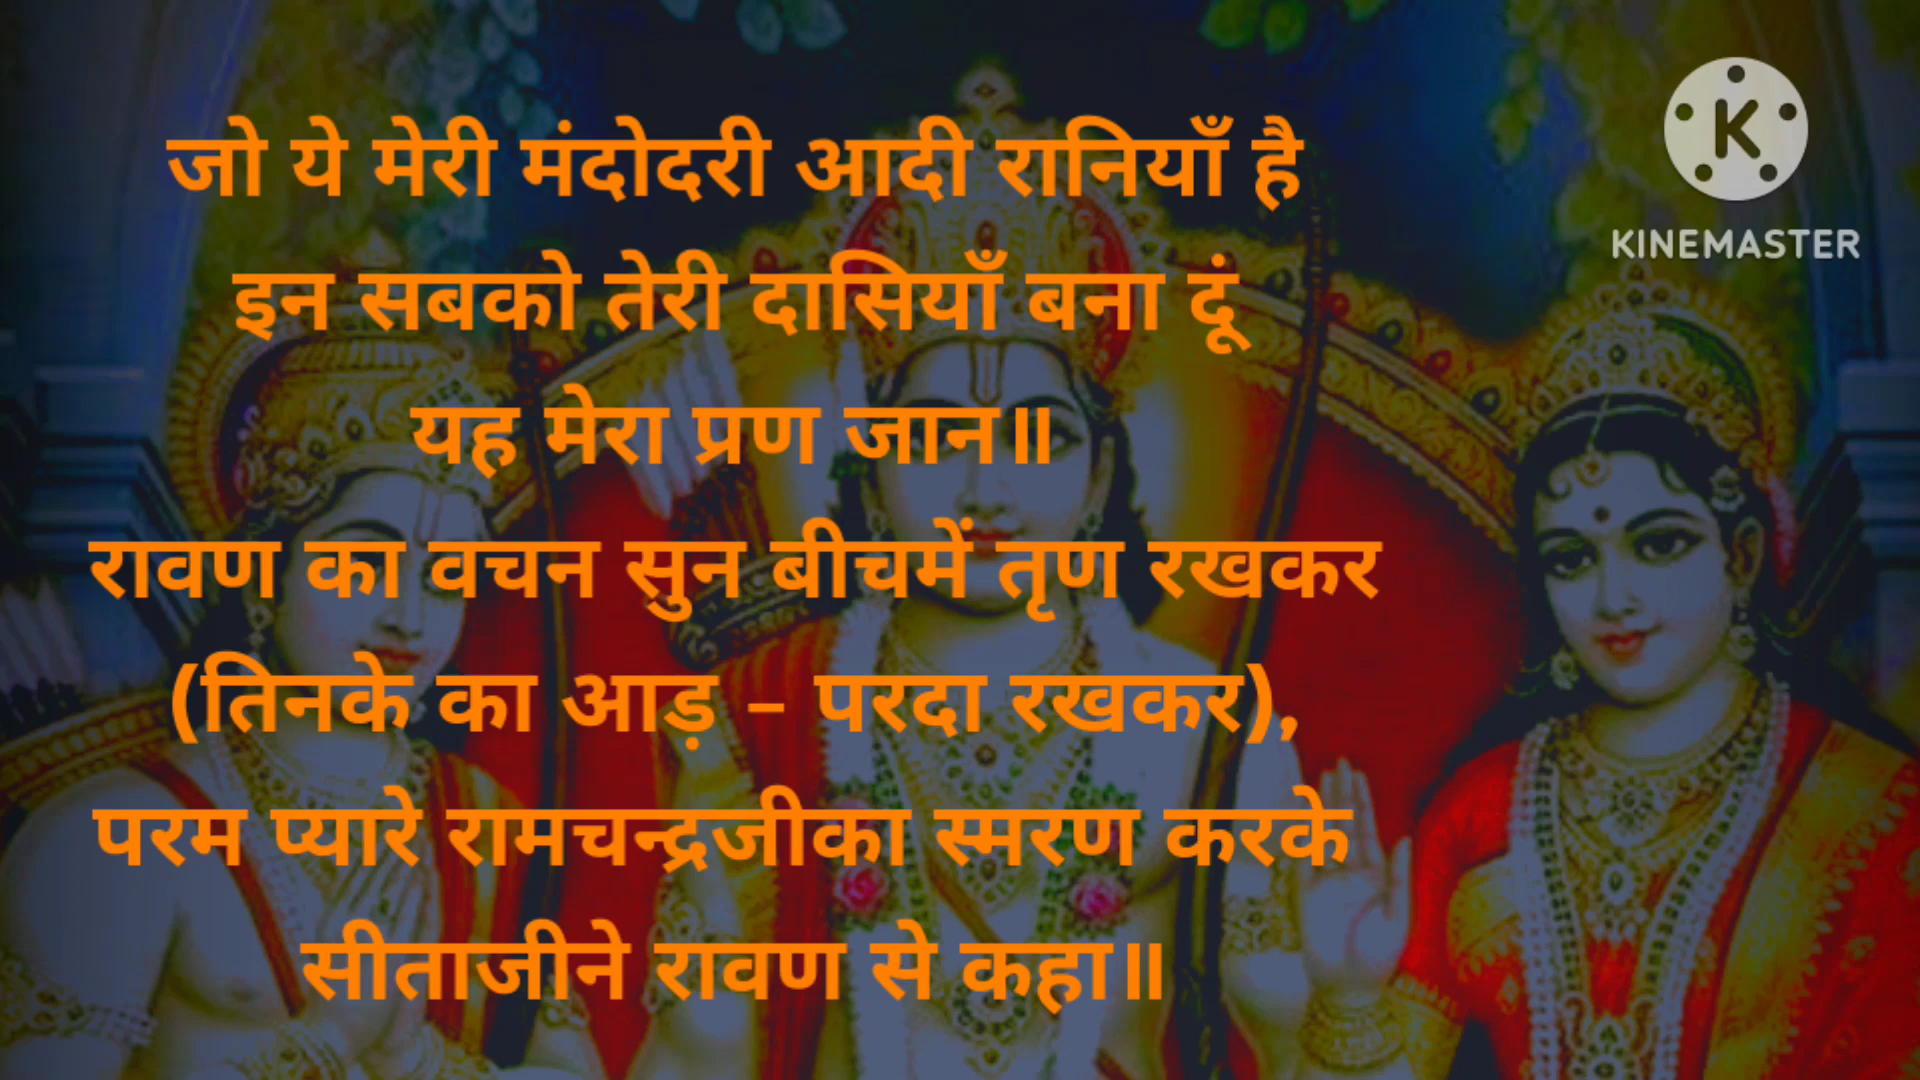 जो ये मेरी मंदोदरी आदी रानियाँ है
इन सबको तेरी दासियाँ बना दूं
यह मेरा प्रण जान॥
रावण का वचन सुन बीचमें तृण रखकर
(तिनके का आड़ – परदा रखकर),
परम प्यारे रामचन्द्रजीका स्मरण करके
सीताजीने रावण से कहा॥
K
KINEMASTER